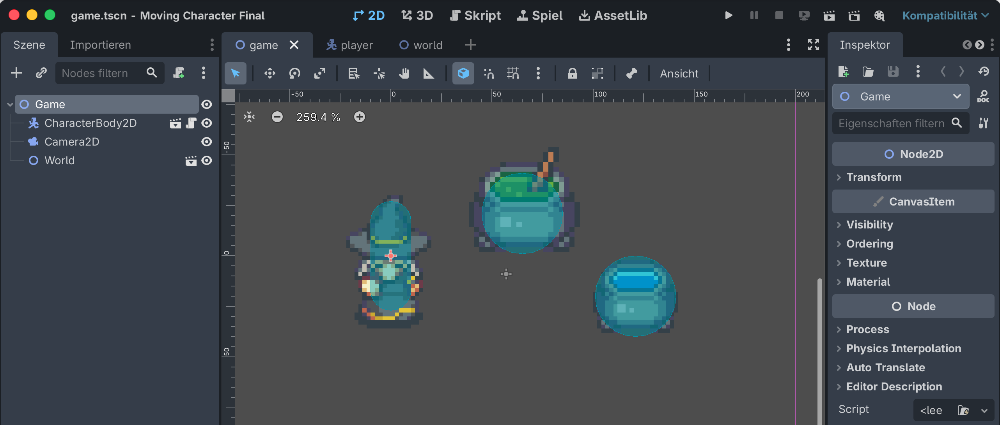 game.tscn - Moving Character Final
2D 3D Skript Spiel AssetLib
Kompatibilität
Szene Importieren
game player world
Inspektor
Nodes filtern
Ansicht
Game
CharacterBody2D
Camera2D
World
-50 0 50 100 150 200
259.4 %
-50
0
50
Game
DOC
Eigenschaften filtern
Node2D
Transform
CanvasItem
Visibility
Ordering
Texture
Material
Node
Process
Physics Interpolation
Auto Translate
Editor Description
Script <lee